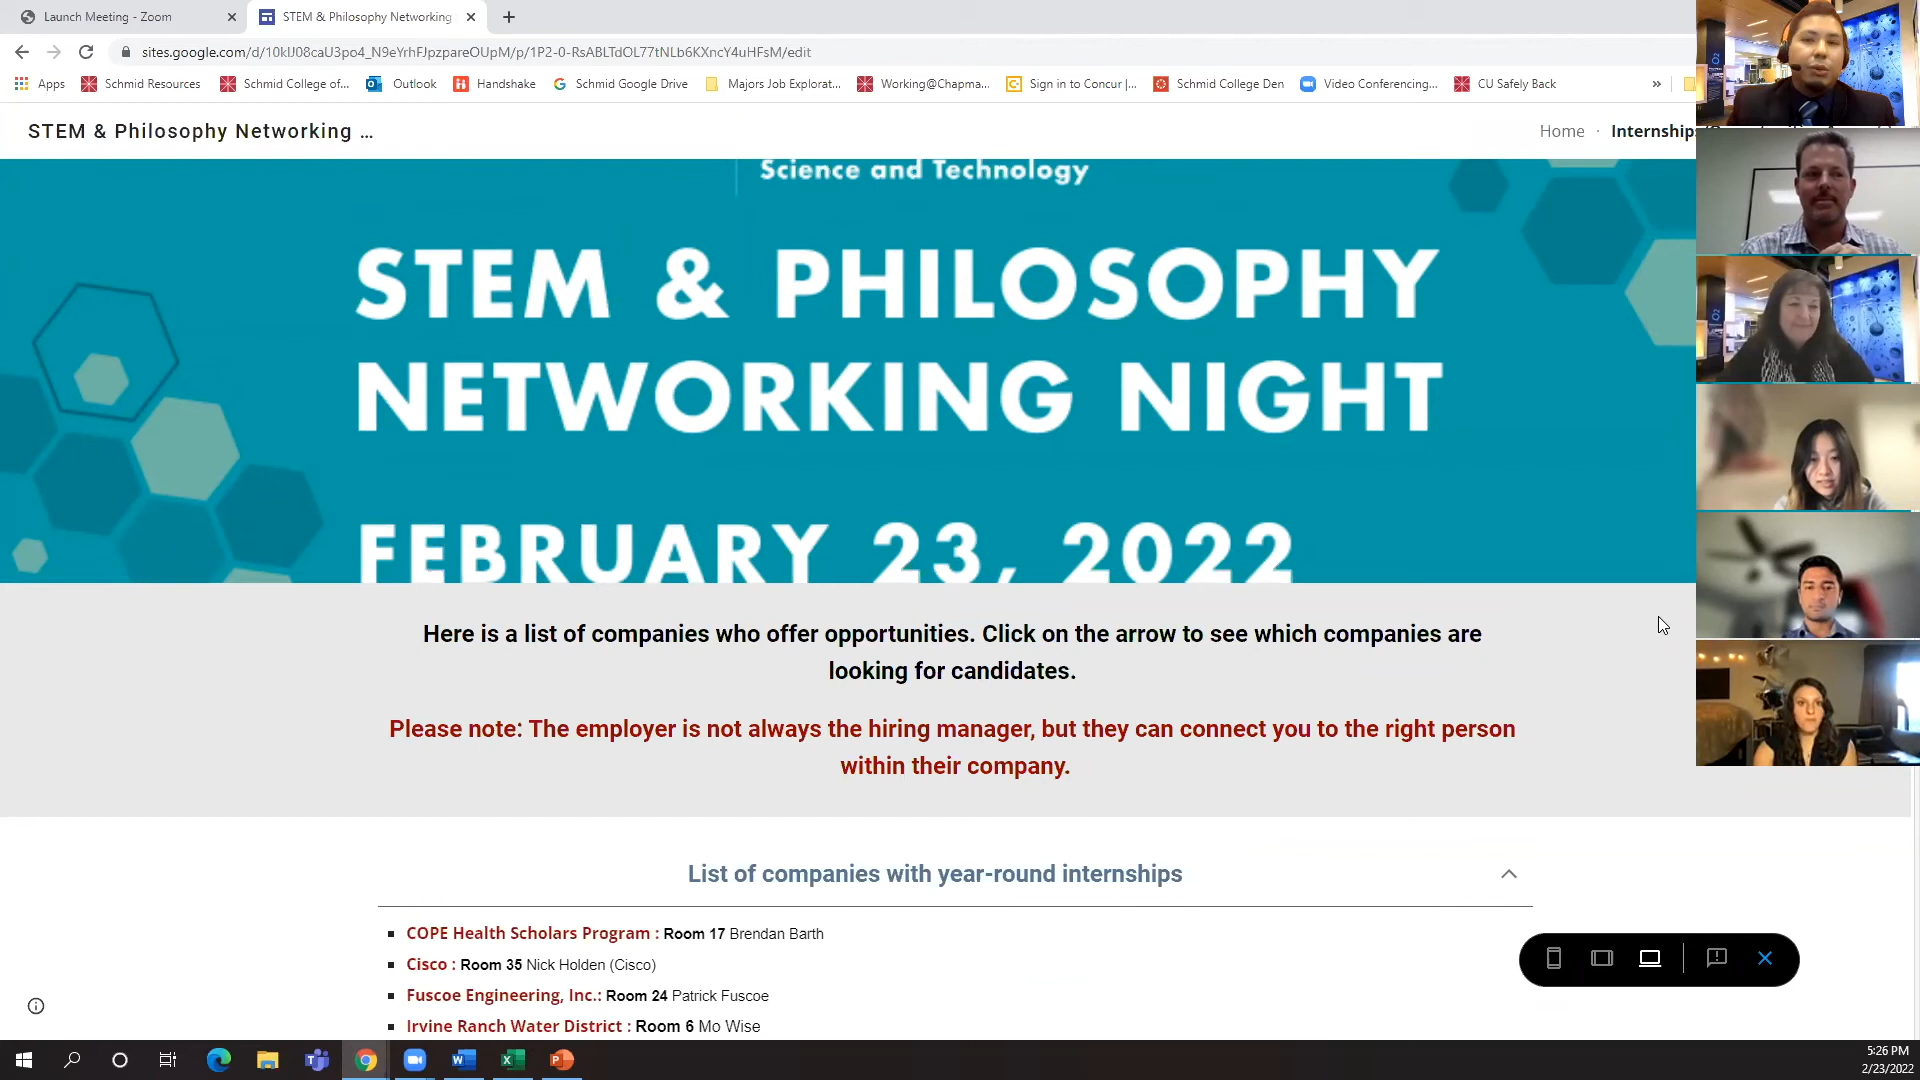 Launch Meeting - Zoom
STEM & Philosophy Networking
sites.google.com/d/10klJ08caU3po4_N9eYrhFJpzpareOUpM/p/1P2-0-RsABLTdOL77tNLb6KXncY4uHFsM/edit
Apps Schmid Resources Schmid College of... Outlook Handshake Schmid Google Drive Majors Job Explorat... Working@Chapma... Sign in to Concur |... Schmid College Den Video Conferencing... CU Safely Back »
STEM & Philosophy Networking ...
Home · Internships
Science and Technology
STEM & PHILOSOPHY
NETWORKING NIGHT
FEBRUARY 23, 2022
Here is a list of companies who offer opportunities. Click on the arrow to see which companies are
looking for candidates.
Please note: The employer is not always the hiring manager, but they can connect you to the right person
within their company.
List of companies with year-round internships
COPE Health Scholars Program : Room 17 Brendan Barth
Cisco : Room 35 Nick Holden (Cisco)
Fuscoe Engineering, Inc.: Room 24 Patrick Fuscoe
Irvine Ranch Water District : Room 6 Mo Wise
5:26 PM
2/23/2022